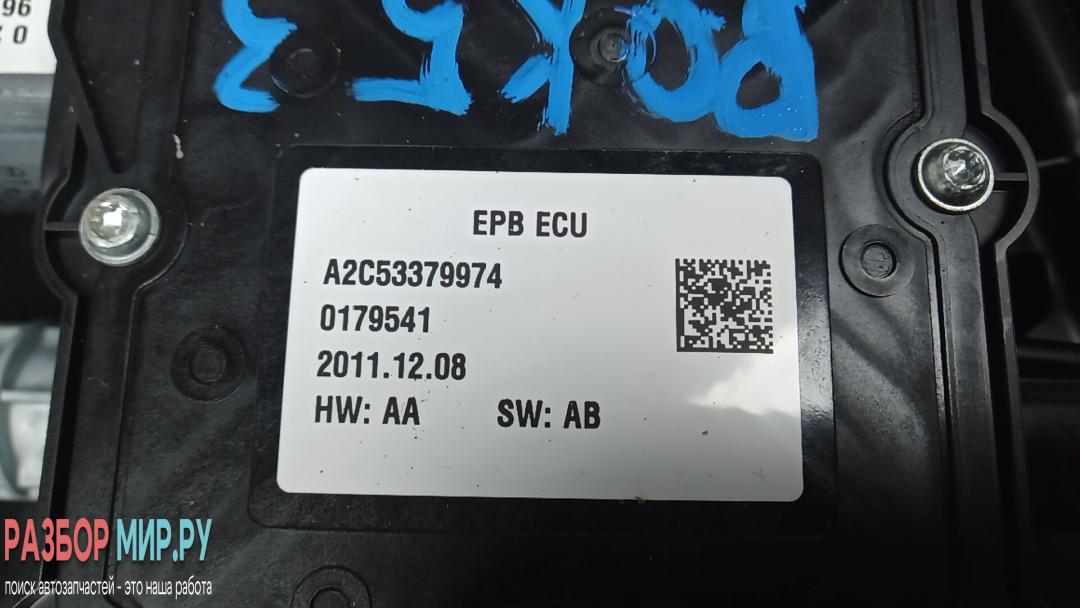 EPB ECU
A2C53379974
0179541
2011.12.08
HW: AA SW: AB
РАЗБОР МИР.РУ
поиск автозапчастей - это наша работа